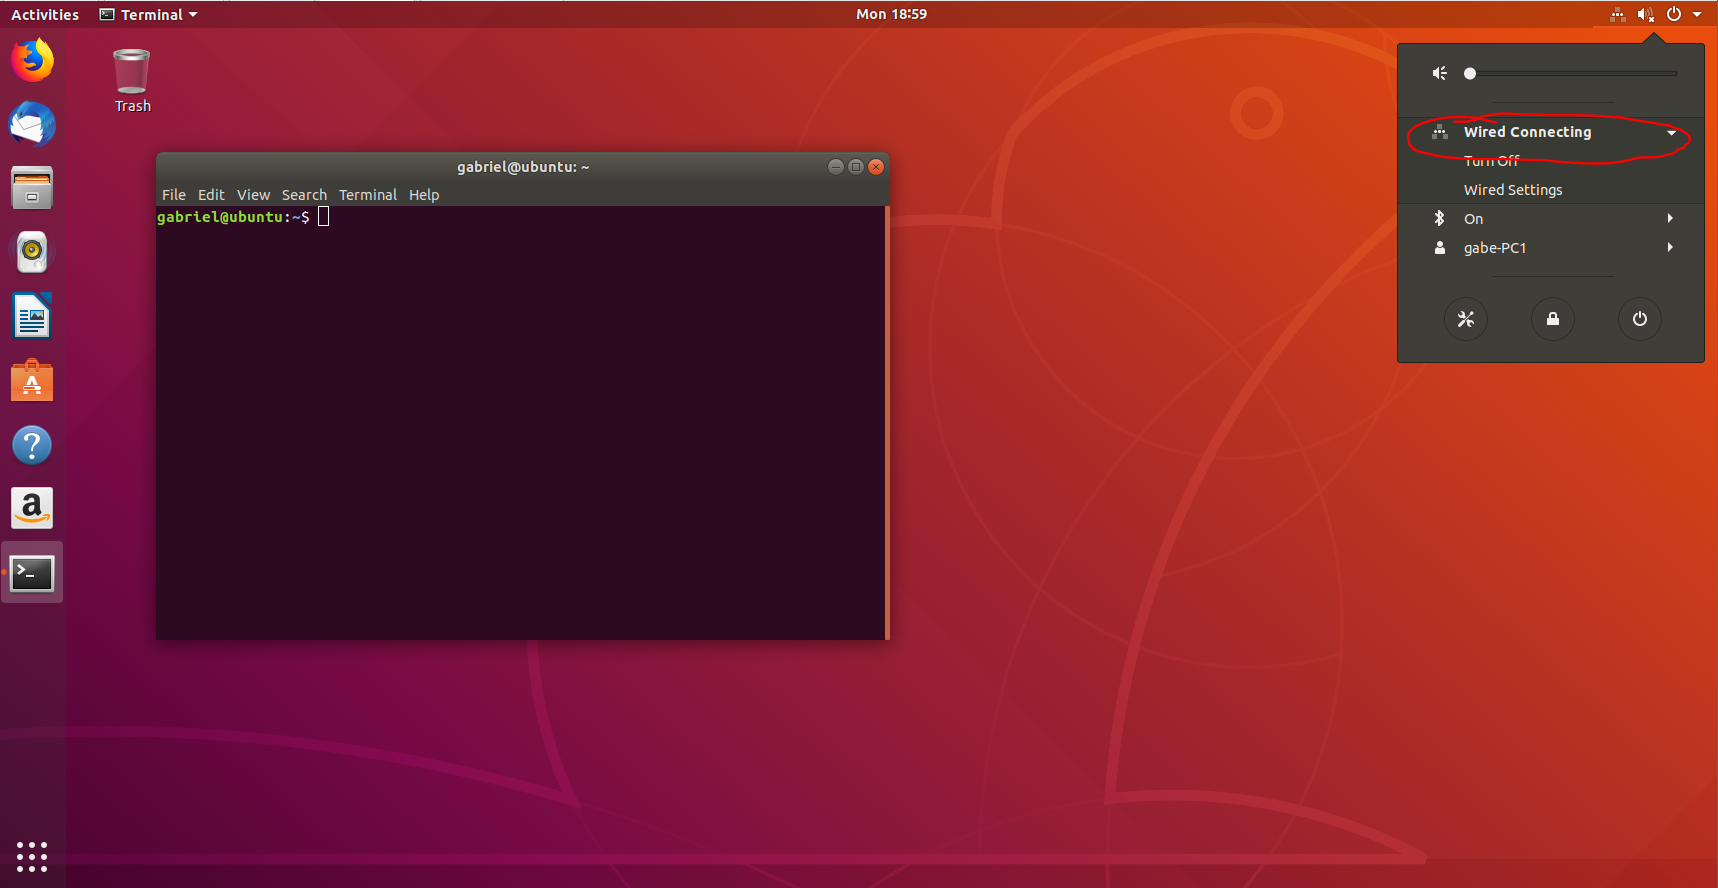 Activities Terminal Mon 18:59
Trash
gabriel@ubuntu: ~
File Edit View Search Terminal Help
gabriel@ubuntu:~$
Wired Connecting
Turn Off
Wired Settings
On
gabe-PC1